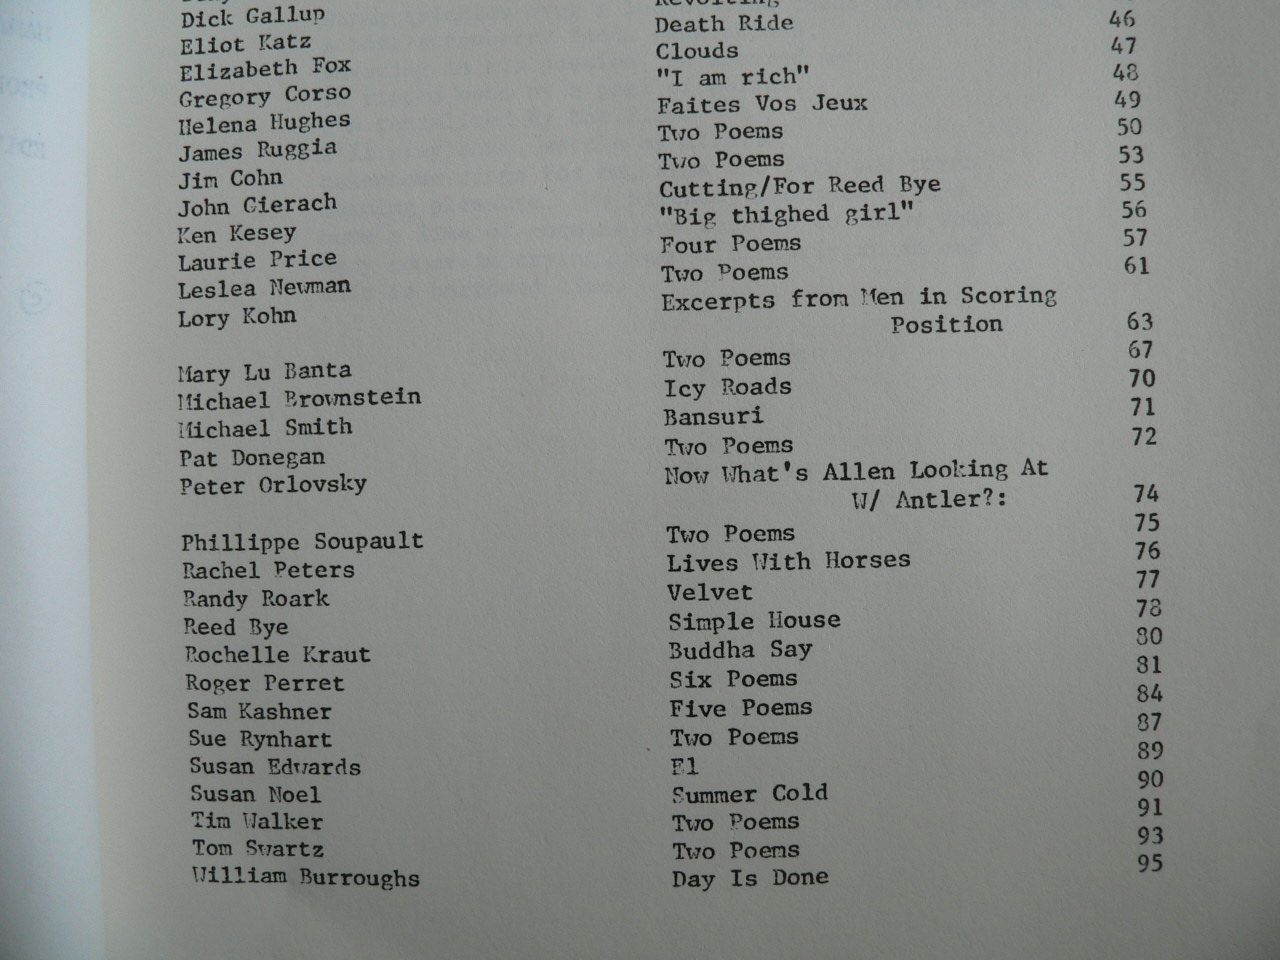 Dick Gallup Revolting
Eliot Katz Death Ride 46
Elizabeth Fox Clouds 47
Gregory Corso "I am rich" 48
Helena Hughes Faites Vos Jeux 49
James Ruggia Two Poems 50
Jim Cohn Two Poems 53
John Gierach Cutting/For Reed Bye 55
Ken Kesey "Big thighed girl" 56
Laurie Price Four Poems 57
Leslea Newman Two Poems 61
Lory Kohn Excerpts from Men in Scoring
Position 63
Mary Lu Banta Two Poems 67
Michael Brownstein Icy Roads 70
Michael Smith Bansuri 71
Pat Donegan Two Poems 72
Peter Orlovsky Now What's Allen Looking At
W/ Antler?: 74
Phillippe Soupault Two Poems 75
Rachel Peters Lives With Horses 76
Randy Roark Velvet 77
Reed Bye Simple House 78
Rochelle Kraut Buddha Say 80
Roger Perret Six Poems 81
Sam Kashner Five Poems 84
Sue Rynhart Two Poems 87
Susan Edwards El 89
Susan Noel Summer Cold 90
Tim Walker Two Poems 91
Tom Swartz Two Poems 93
William Burroughs Day Is Done 95